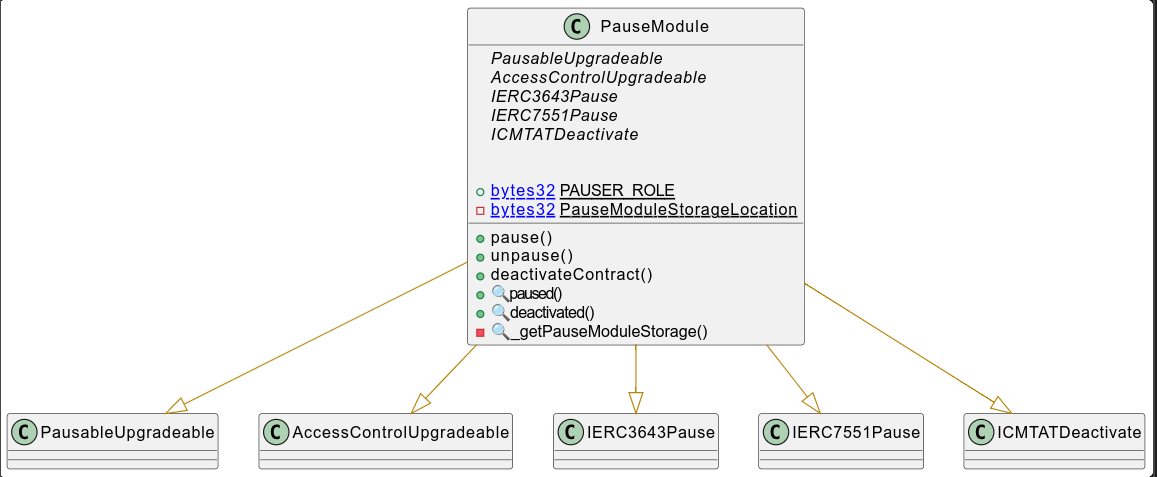 C PauseModule
PausableUpgradeable
AccessControlUpgradeable
IERC3643Pause
IERC7551Pause
ICMTATDeactivate
bytes32 PAUSER_ROLE
bytes32 PauseModuleStorageLocation
pause()
unpause()
deactivateContract()
🔍paused()
🔍deactivated()
🔍_getPauseModuleStorage()
C PausableUpgradeable
C AccessControlUpgradeable
C IERC3643Pause
C IERC7551Pause
C ICMTATDeactivate